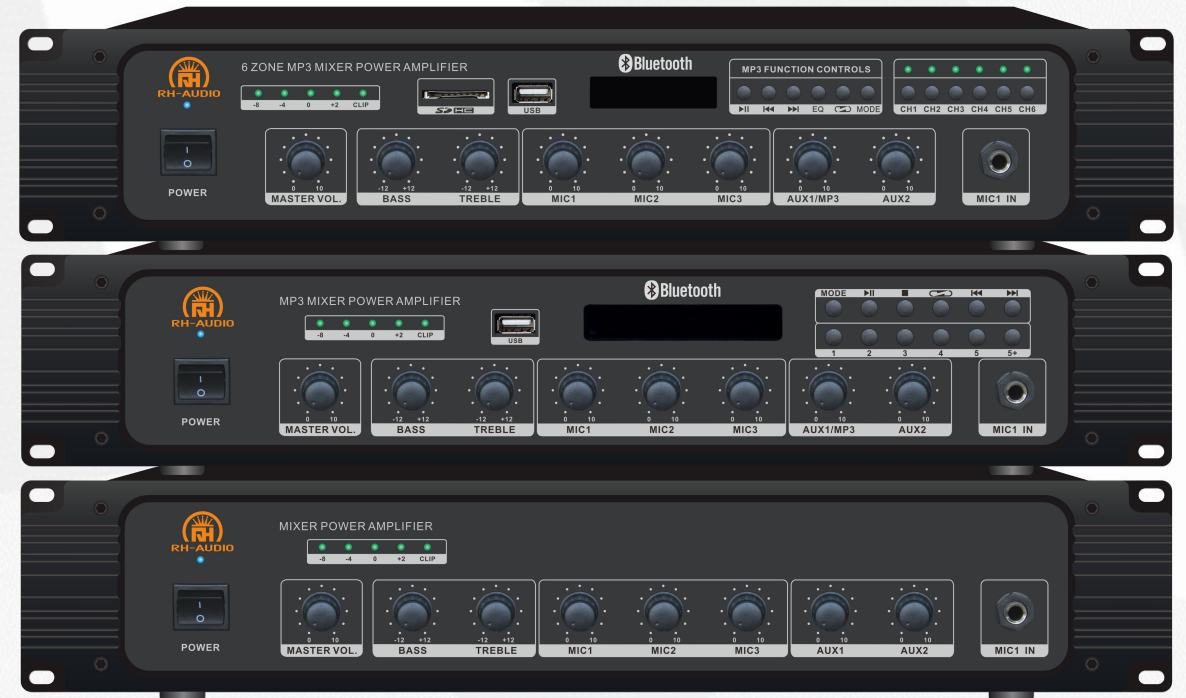 6 ZONE MP3 MIXER POWER AMPLIFIER
Bluetooth
RH-AUDIO
-8 -4 0 +2 CLIP
SD HC
USB
MP3 FUNCTION CONTROLS
EQ MODE
CH1 CH2 CH3 CH4 CH5 CH6
POWER
0 10
MASTER VOL.
-12 +12 -12 +12
BASS TREBLE
0 10 0 10 0 10
MIC1 MIC2 MIC3
0 10 0 10
AUX1/MP3 AUX2
MIC1 IN
MP3 MIXER POWER AMPLIFIER
Bluetooth
RH-AUDIO
-8 -4 0 +2 CLIP
USB
MODE
1 2 3 4 5 5+
POWER
0 10
MASTER VOL.
-12 +12 -12 +12
BASS TREBLE
0 10 0 10 0 10
MIC1 MIC2 MIC3
0 10 0 10
AUX1/MP3 AUX2
MIC1 IN
MIXER POWER AMPLIFIER
RH-AUDIO
-8 -4 0 +2 CLIP
POWER
0 10
MASTER VOL.
-12 +12 -12 +12
BASS TREBLE
0 10 0 10 0 10
MIC1 MIC2 MIC3
0 10 0 10
AUX1 AUX2
MIC1 IN